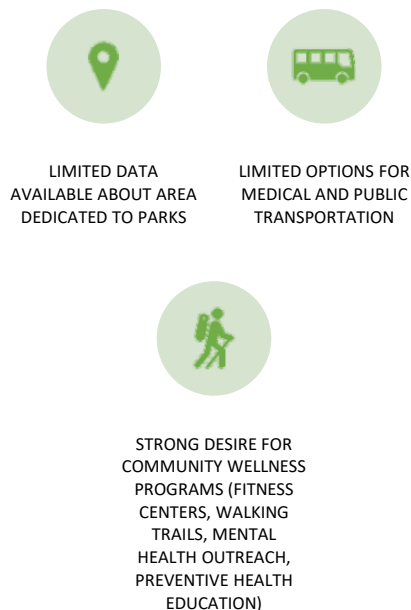 LIMITED DATA
AVAILABLE ABOUT AREA
DEDICATED TO PARKS
LIMITED OPTIONS FOR
MEDICAL AND PUBLIC
TRANSPORTATION
STRONG DESIRE FOR
COMMUNITY WELLNESS
PROGRAMS (FITNESS
CENTERS, WALKING
TRAILS, MENTAL
HEALTH OUTREACH,
PREVENTIVE HEALTH
EDUCATION)